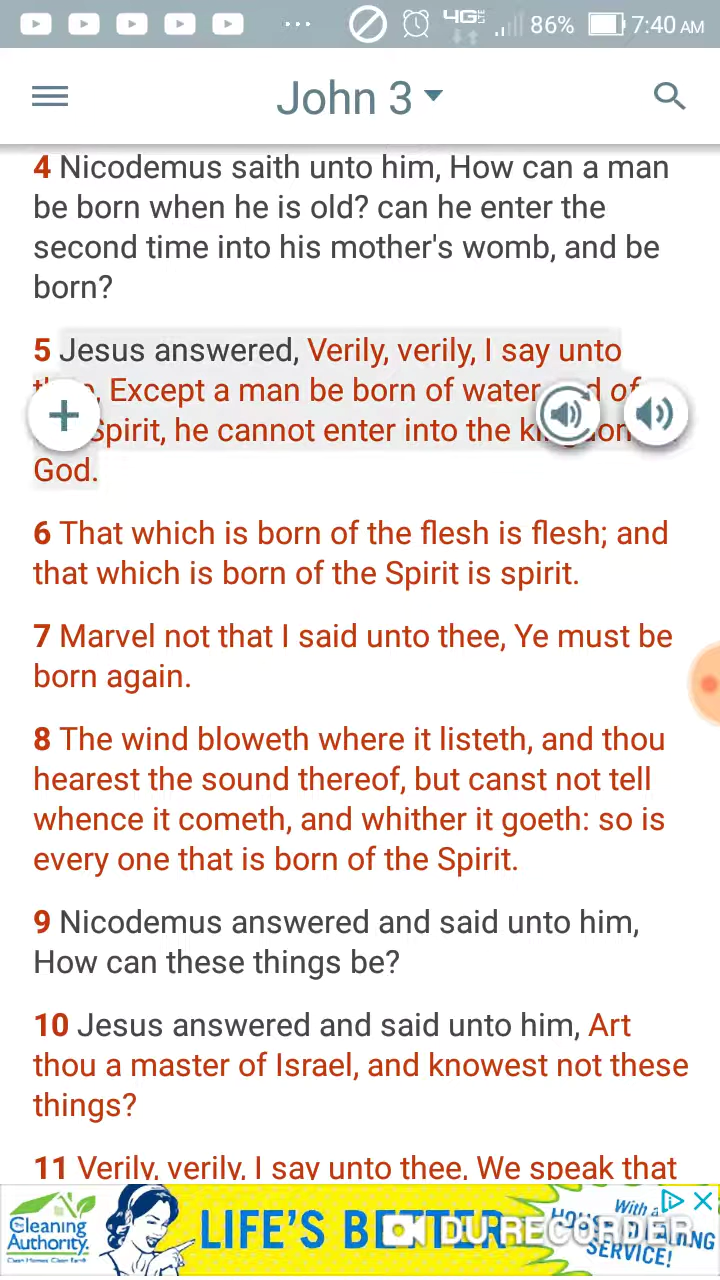 4GE LTE 86% 7:40 AM
John 3
4 Nicodemus saith unto him, How can a man
be born when he is old? can he enter the
second time into his mother's womb, and be
born?
5 Jesus answered, Verily, verily, I say unto
Except a man be born of water of
Spirit, he cannot enter into the
God.
6 That which is born of the flesh is flesh; and
that which is born of the Spirit is spirit.
7 Marvel not that I said unto thee, Ye must be
born again.
8 The wind bloweth where it listeth, and thou
hearest the sound thereof, but canst not tell
whence it cometh, and whither it goeth: so is
every one that is born of the Spirit.
9 Nicodemus answered and said unto him,
How can these things be?
10 Jesus answered and said unto him, Art
thou a master of Israel, and knowest not these
things?
11 Verily, verily, I say unto thee, We speak that
Cleaning
Authority.
Clean Homes. Clean Earth.
LIFE'S BETTER
With a
SERVICE!
DU RECORDER